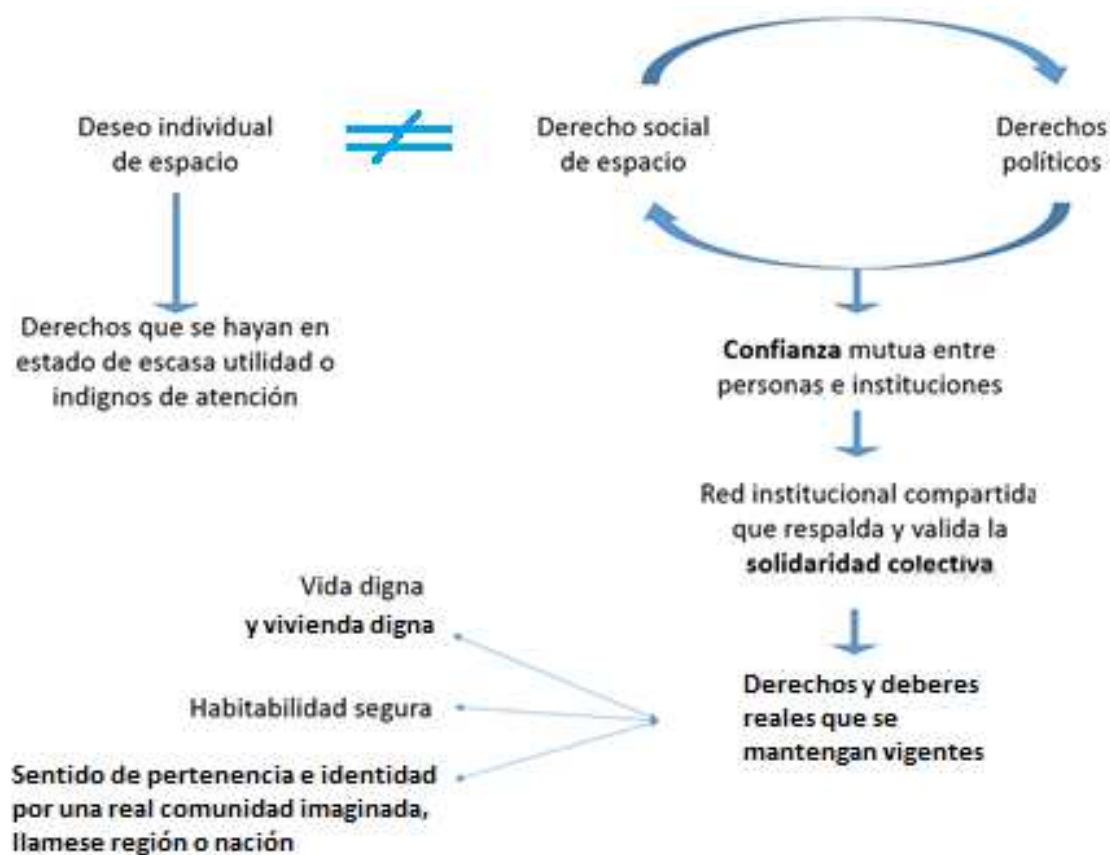 Deseo individual
de espacio
Derecho social
de espacio
Derechos
políticos
Derechos que se hayan en
estado de escasa utilidad o
indignos de atención
Confianza mutua entre
personas e instituciones
Red institucional compartida
que respalda y valida la
solidaridad colectiva
Vida digna
y vivienda digna
Habitabilidad segura
Sentido de pertenencia e identidad
por una real comunidad imaginada,
llamese región o nación
Derechos y deberes
reales que se
mantengan vigentes